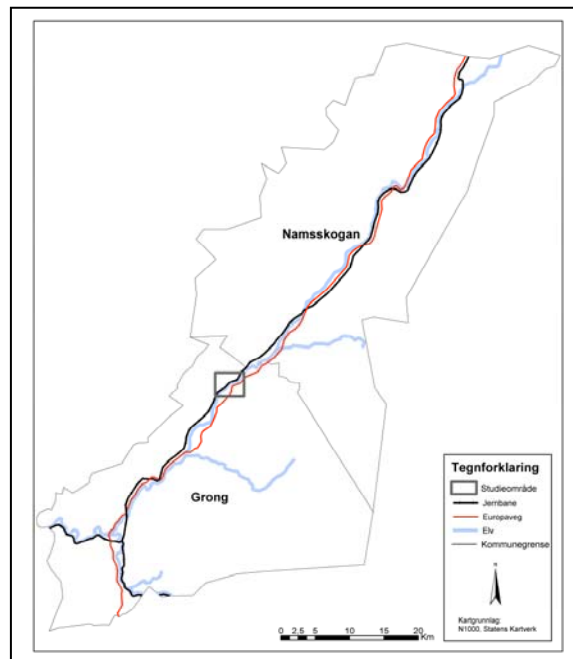 Namsskogan
Grong
Tegnforklaring
Studieområde
Jernbane
Europaveg
Elv
Kommunegrense
N
Kartgrunnlag:
N1000, Statens Kartverk
0 2,5 5 10 15 20
Km